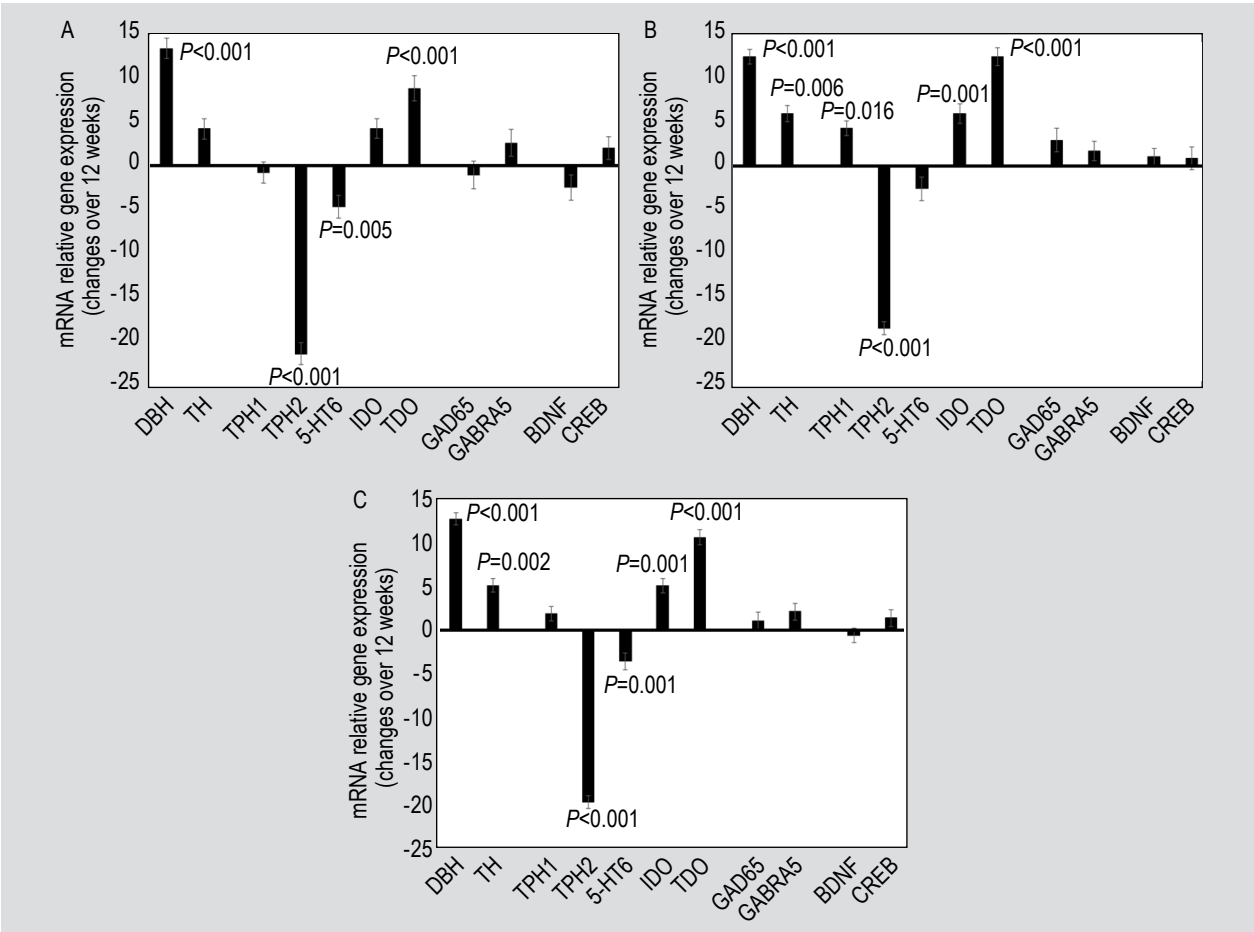 A
mRNA relative gene expression
(changes over 12 weeks)
15
10
5
0
-5
-10
-15
-20
-25
P<0.001
P<0.001
P=0.005
P<0.001
DBH
TH
TPH1
TPH2
5-HT6
IDO
TDO
GAD65
GABRA5
BDNF
CREB
B
mRNA relative gene expression
(changes over 12 weeks)
15
10
5
0
-5
-10
-15
-20
-25
P<0.001
P<0.001
P=0.006
P=0.016
P=0.001
P<0.001
DBH
TH
TPH1
TPH2
5-HT6
IDO
TDO
GAD65
GABRA5
BDNF
CREB
C
mRNA relative gene expression
(changes over 12 weeks)
15
10
5
0
-5
-10
-15
-20
-25
P<0.001
P<0.001
P=0.002
P=0.001
P=0.001
P<0.001
DBH
TH
TPH1
TPH2
5-HT6
IDO
TDO
GAD65
GABRA5
BDNF
CREB